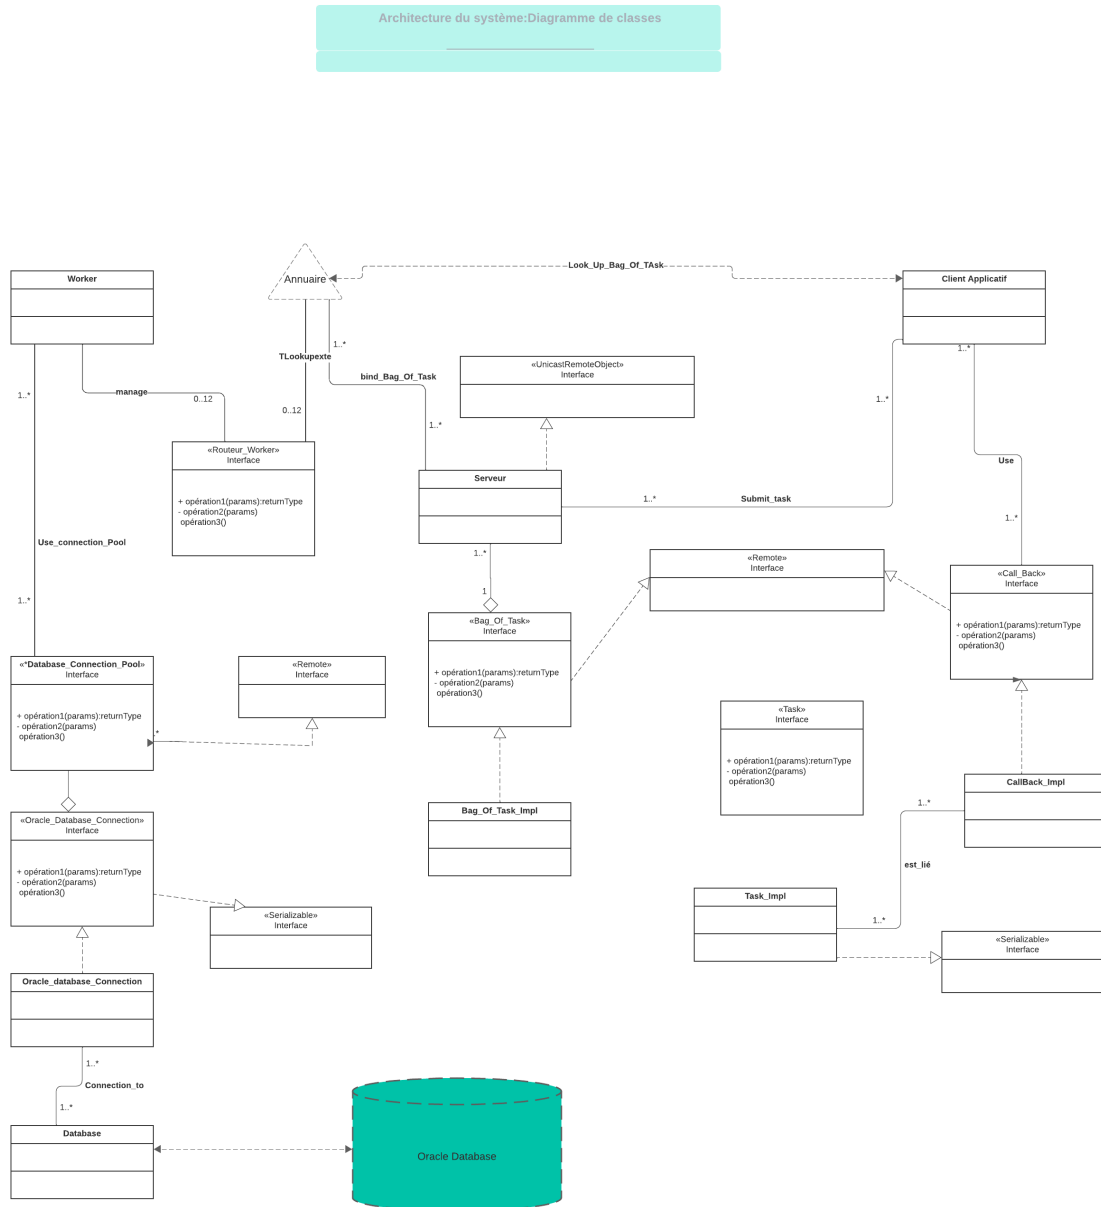 Architecture du système:Diagramme de classes
Worker
Annuaire
Look_Up_Bag_Of_TAsk
Client Applicatif
1..*
TLookupexte
1..*
«UnicastRemoteObject»
Interface
bind_Bag_Of_Task
1..*
manage
0..12
1..*
0..12
1..*
«Routeur_Worker»
Interface
+ opération1(params):returnType
- opération2(params)
opération3()
Serveur
Use
1..*
Submit_task
1..*
Use_connection_Pool
1..*
1
1..*
«Remote»
Interface
«Call_Back»
Interface
+ opération1(params):returnType
- opération2(params)
opération3()
«Bag_Of_Task»
Interface
+ opération1(params):returnType
- opération2(params)
opération3()
«*Database_Connection_Pool»
Interface
+ opération1(params):returnType
- opération2(params)
opération3()
.*
«Remote»
Interface
«Task»
Interface
+ opération1(params):returnType
- opération2(params)
opération3()
CallBack_Impl
1..*
Bag_Of_Task_Impl
«Oracle_Database_Connection»
Interface
+ opération1(params):returnType
- opération2(params)
opération3()
est_lié
Task_Impl
1..*
«Serializable»
Interface
«Serializable»
Interface
Oracle_database_Connection
1..*
Connection_to
1..*
Database
Oracle Database